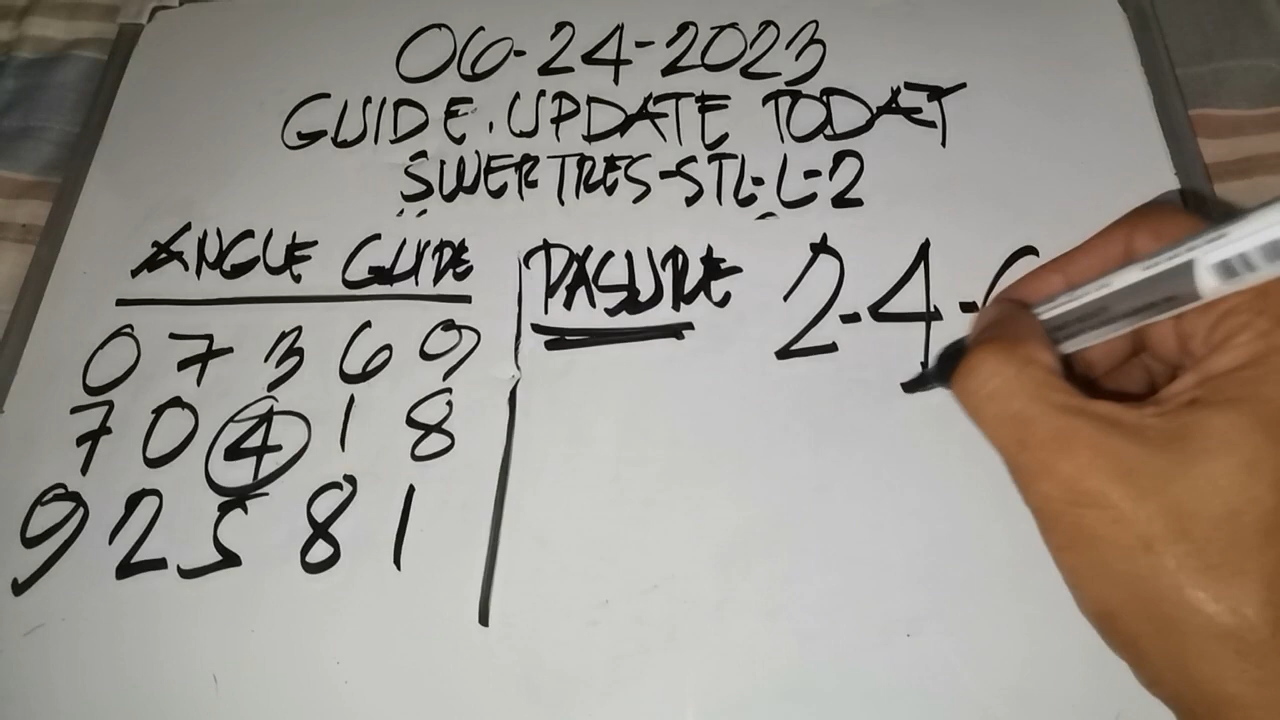 06-24-2023
GUIDE.UPDATE TODAY
SWERTRES-STL-L-2
ANGLE GUIDE
0 7 3 6 9
7 0 4 1 8
9 2 5 8 1
PASURE 2-4-6